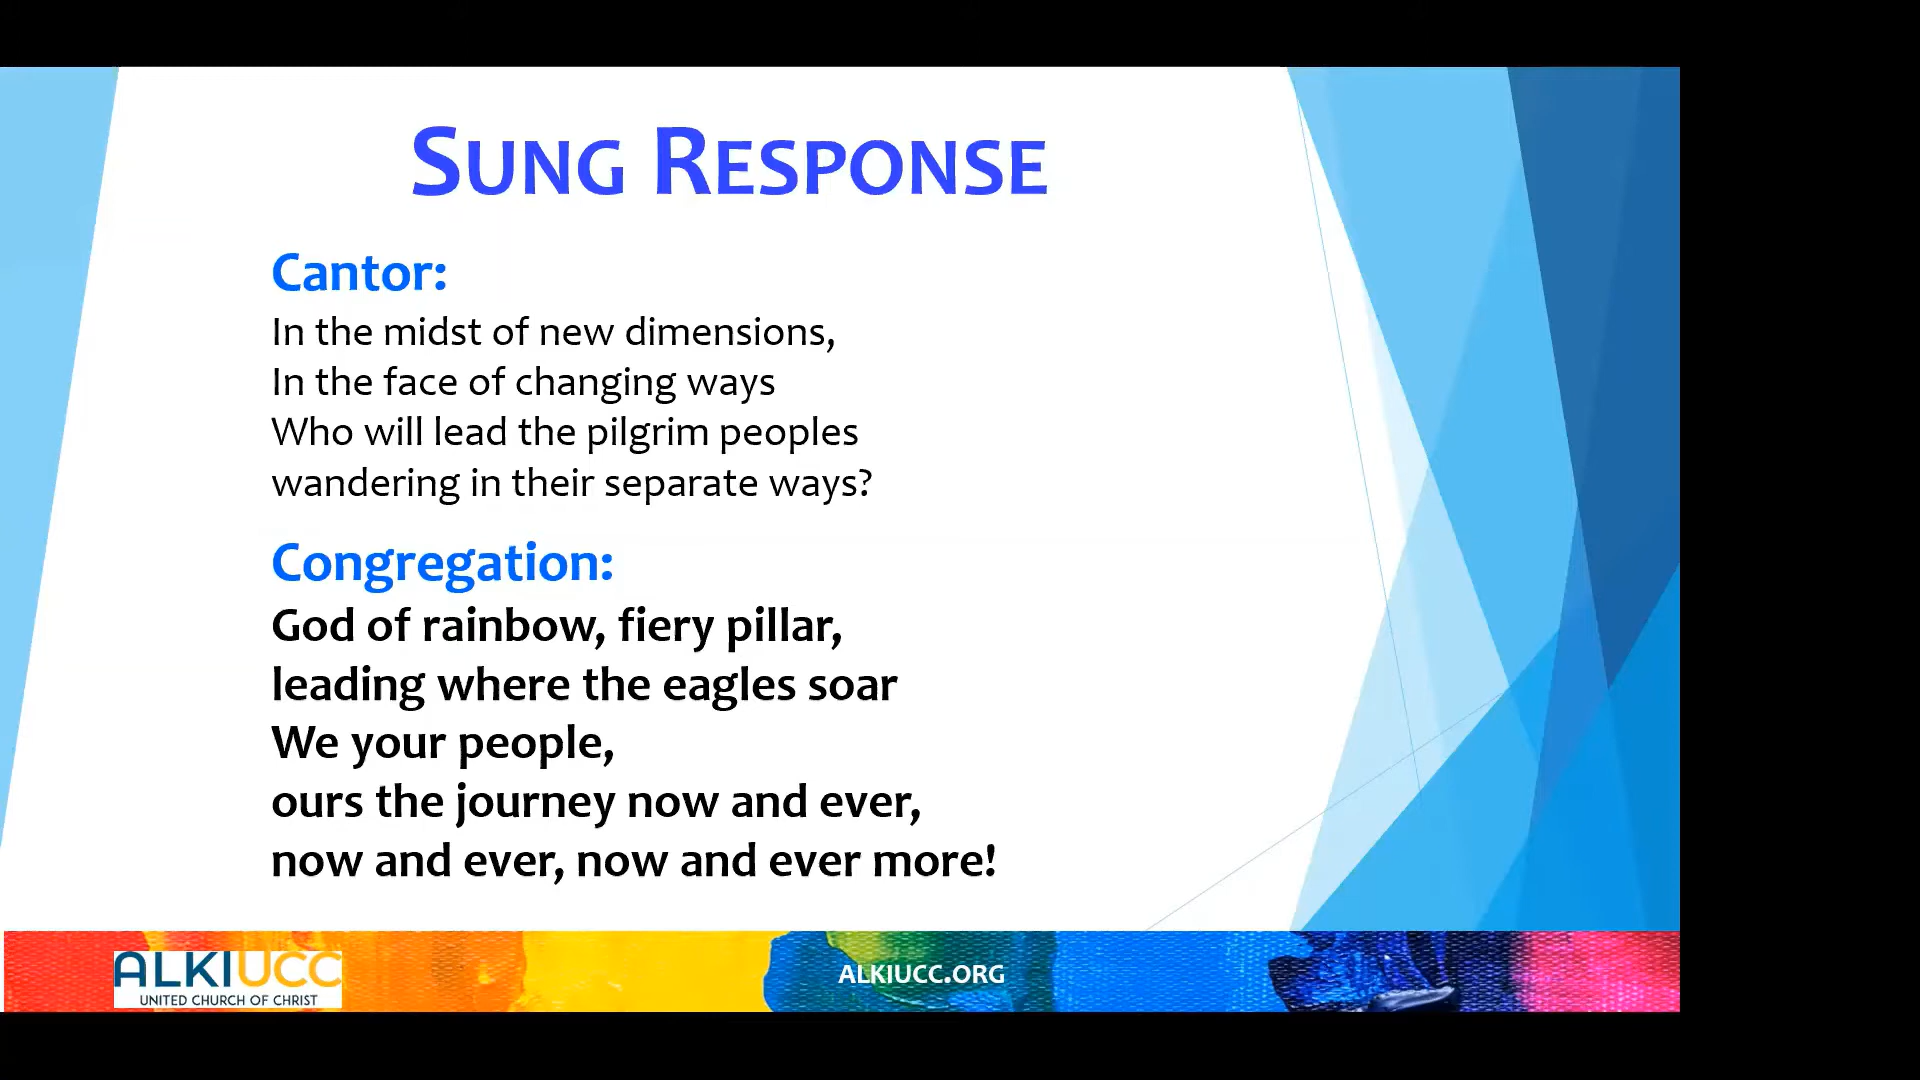 SUNG RESPONSE
Cantor:
In the midst of new dimensions,
In the face of changing ways
Who will lead the pilgrim peoples
wandering in their separate ways?
Congregation:
God of rainbow, fiery pillar,
leading where the eagles soar
We your people,
ours the journey now and ever,
now and ever, now and ever more!
ALKIUCC
UNITED CHURCH OF CHRIST
ALKIUCC.ORG